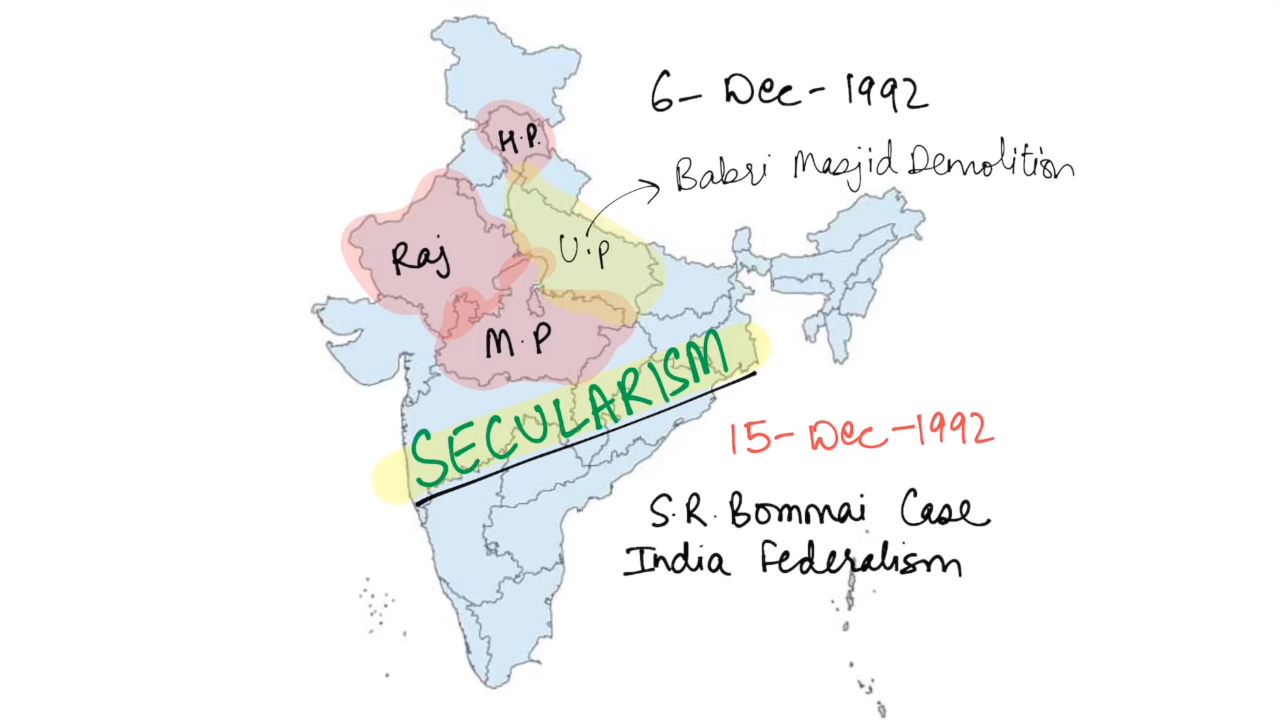 6- Dec - 1992
H.P.
Babri Masjid Demolition
Raj
U.P
M.P
SECULARISM
15- Dec -1992
S.R. Bommai Case
India Federalism